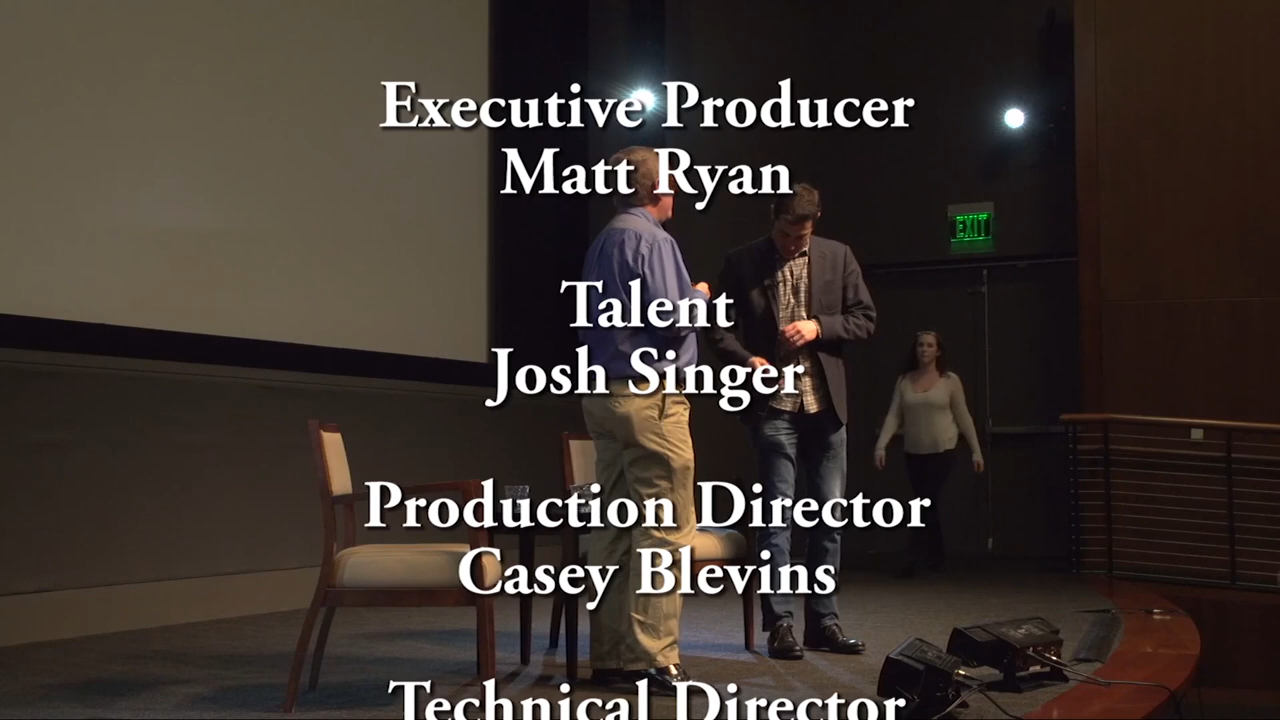 Executive Producer
Matt Ryan
EXIT
Talent
Josh Singer
Production Director
Casey Blevins
Technical Director